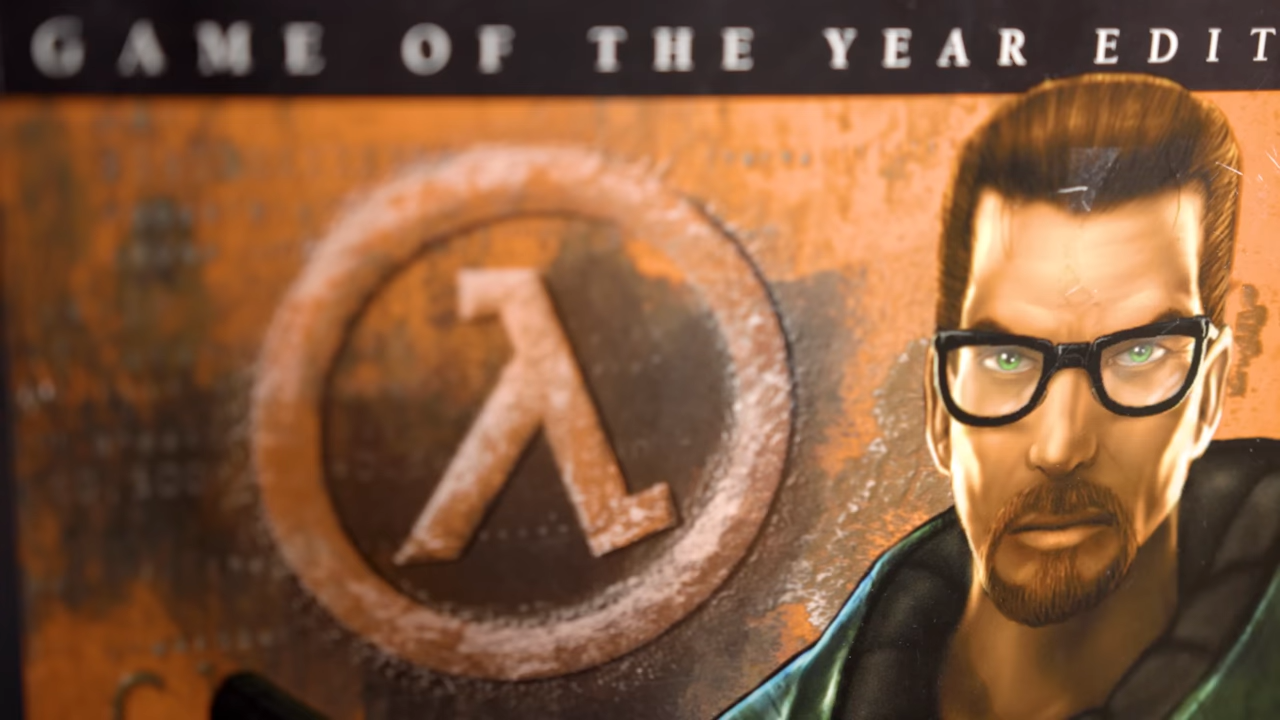 GAME OF THE YEAR EDIT
λ